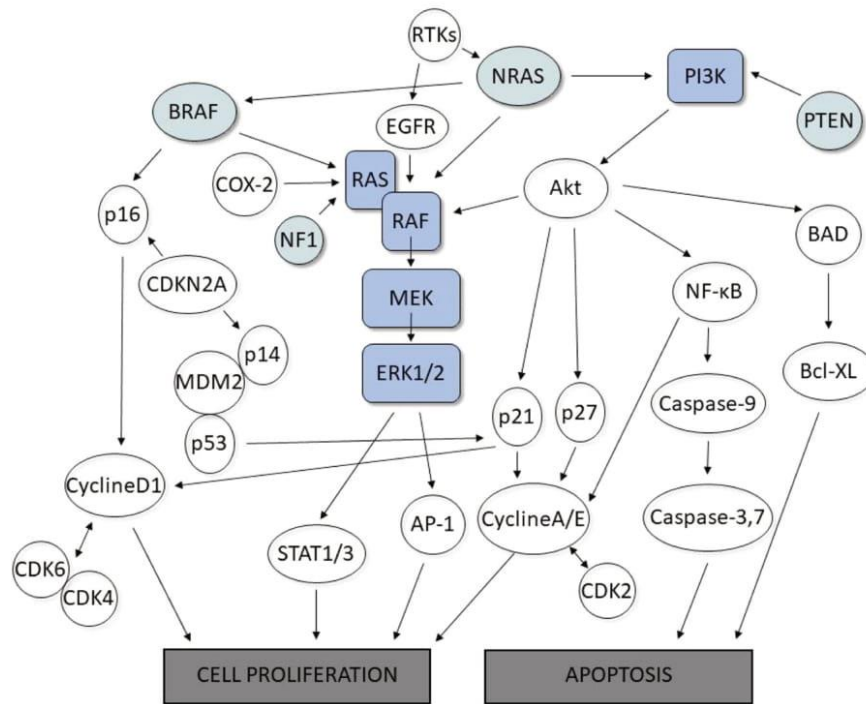 RTKs
NRAS
PI3K
BRAF
EGFR
PTEN
COX-2
RAS
Akt
p16
RAF
NF1
BAD
CDKN2A
MEK
NF-κB
p14
MDM2
ERK1/2
Bcl-XL
p21
p27
Caspase-9
p53
CyclineD1
AP-1
CyclineA/E
Caspase-3,7
STAT1/3
CDK6
CDK4
CDK2
CELL PROLIFERATION
APOPTOSIS